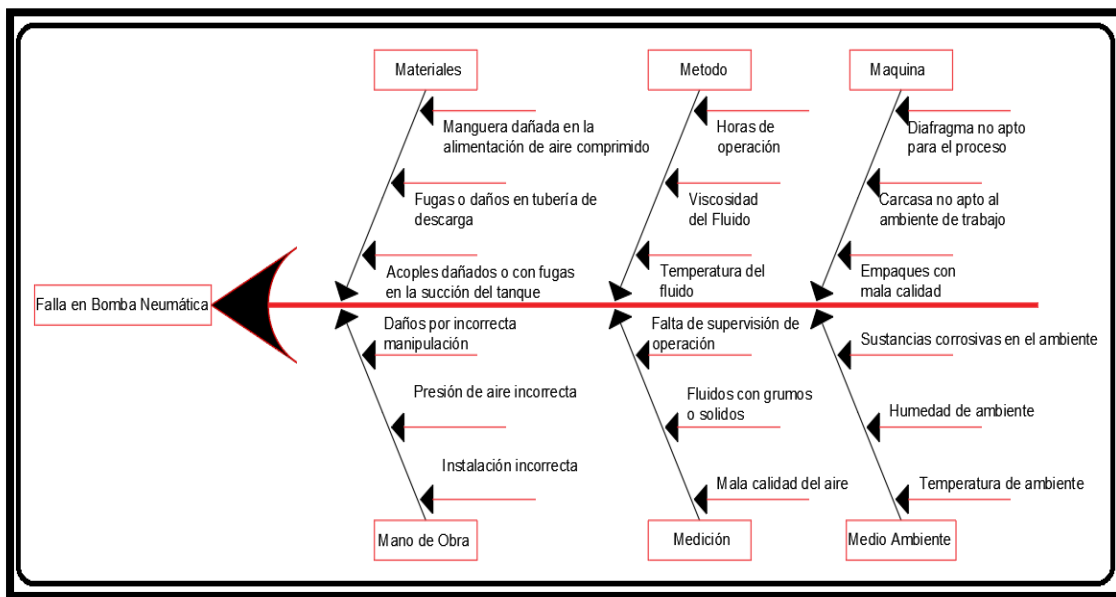 Materiales
Metodo
Maquina
Manguera dañada en la
alimentación de aire comprimido
Horas de
operación
Diafragma no apto
para el proceso
Fugas o daños en tubería de
descarga
Viscosidad
del Fluido
Carcasa no apto al
ambiente de trabajo
Acoples dañados o con fugas
en la succión del tanque
Temperatura del
fluido
Empaques con
mala calidad
Falla en Bomba Neumática
Daños por incorrecta
manipulación
Falta de supervisión de
operación
Sustancias corrosivas en el ambiente
Presión de aire incorrecta
Fluidos con grumos
o solidos
Humedad de ambiente
Instalación incorrecta
Mala calidad del aire
Temperatura de ambiente
Mano de Obra
Medición
Medio Ambiente